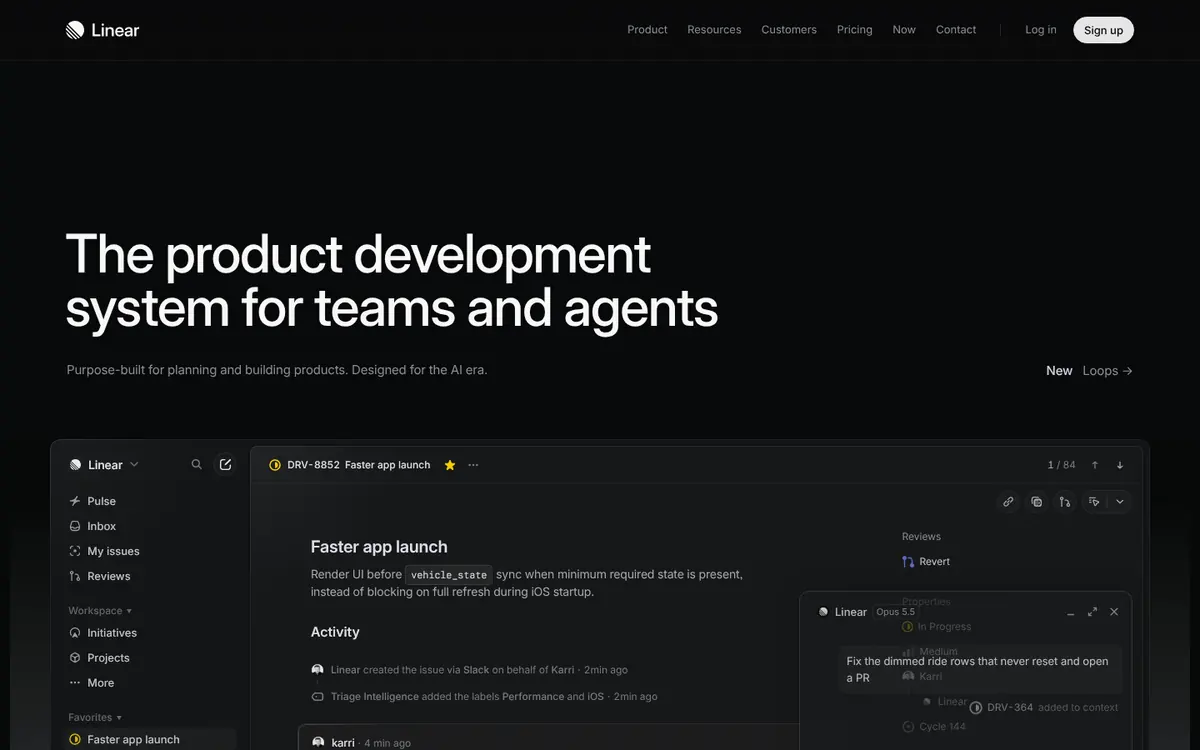 Linear
Product
Resources
Customers
Pricing
Now
Contact
Log in
Sign up
The product development
system for teams and agents
Purpose-built for planning and building products. Designed for the AI era.
New Loops →
Linear
Pulse
Inbox
My issues
Reviews
Workspace
Initiatives
Projects
More
Favorites
Faster app launch
DRV-8852 Faster app launch
1 / 84
Faster app launch
Render UI before vehicle_state sync when minimum required state is present,
instead of blocking on full refresh during iOS startup.
Activity
Linear created the issue via Slack on behalf of Karri · 2min ago
Triage Intelligence added the labels Performance and iOS · 2min ago
karri · 4 min ago
Reviews
Revert
Properties
In Progress
Medium
Karri
Linear
Cycle 144
Linear Opus 5.5
Fix the dimmed ride rows that never reset and open
a PR
DRV-364 added to context